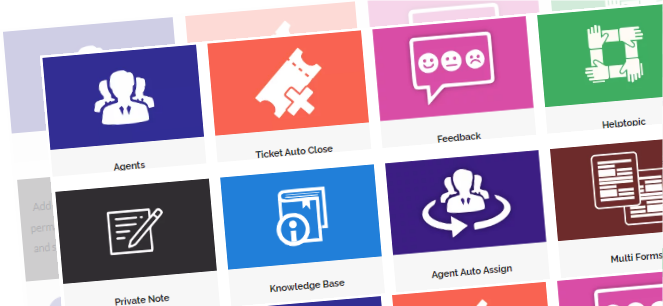 Agents
Ticket Auto Close
Feedback
Helptopic
Private Note
Knowledge Base
Agent Auto Assign
Multi Forms
Add
perm
and s